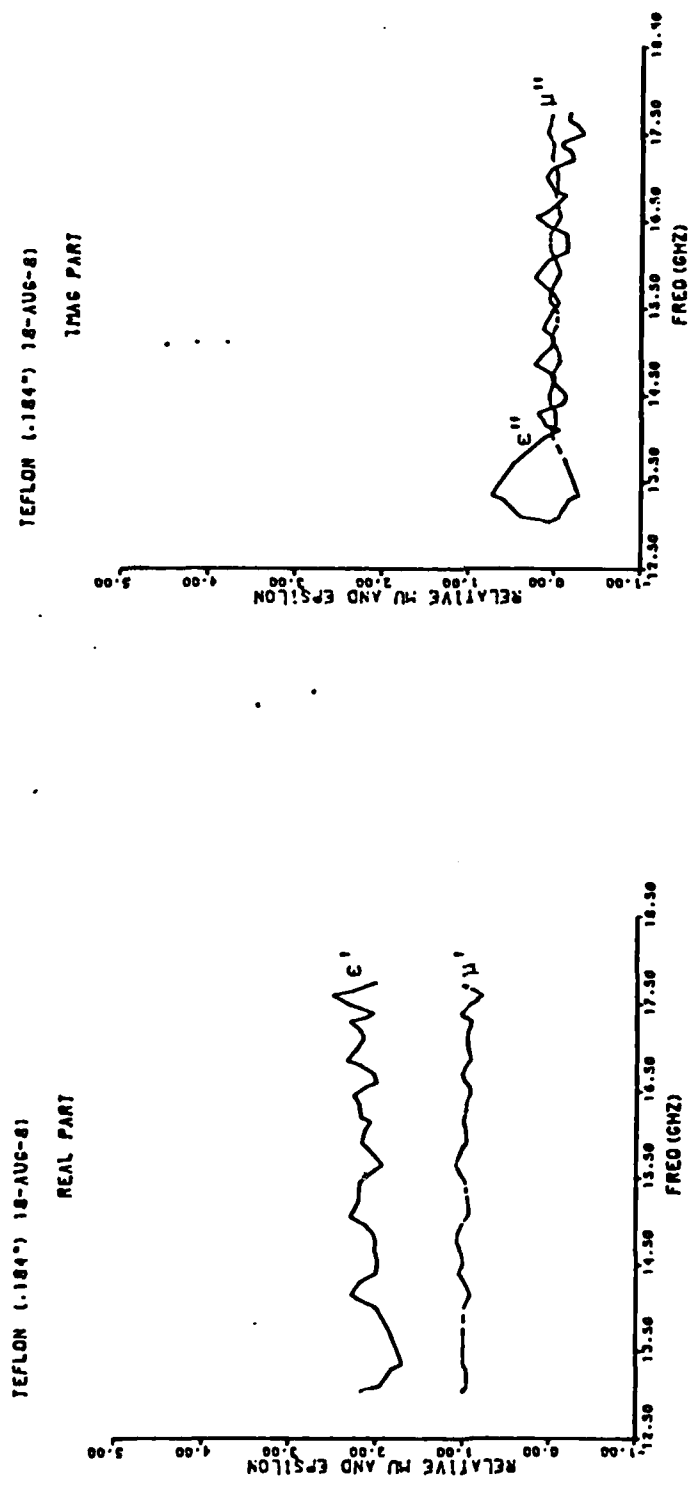 TEFLON (.184") 18-AUG-81
REAL PART
RELATIVE MU AND EPSILON
5.00
4.00
3.00
2.00
1.00
0.00
-1.00
12.50
13.50
14.50
15.50
16.50
17.50
18.50
FREQ(GHZ)
ε'
μ'
TEFLON (.184") 18-AUG-81
IMAG PART
RELATIVE MU AND EPSILON
5.00
4.00
3.00
2.00
1.00
0.00
-1.00
12.50
13.50
14.50
15.50
16.50
17.50
18.50
FREQ(GHZ)
ε"
μ"